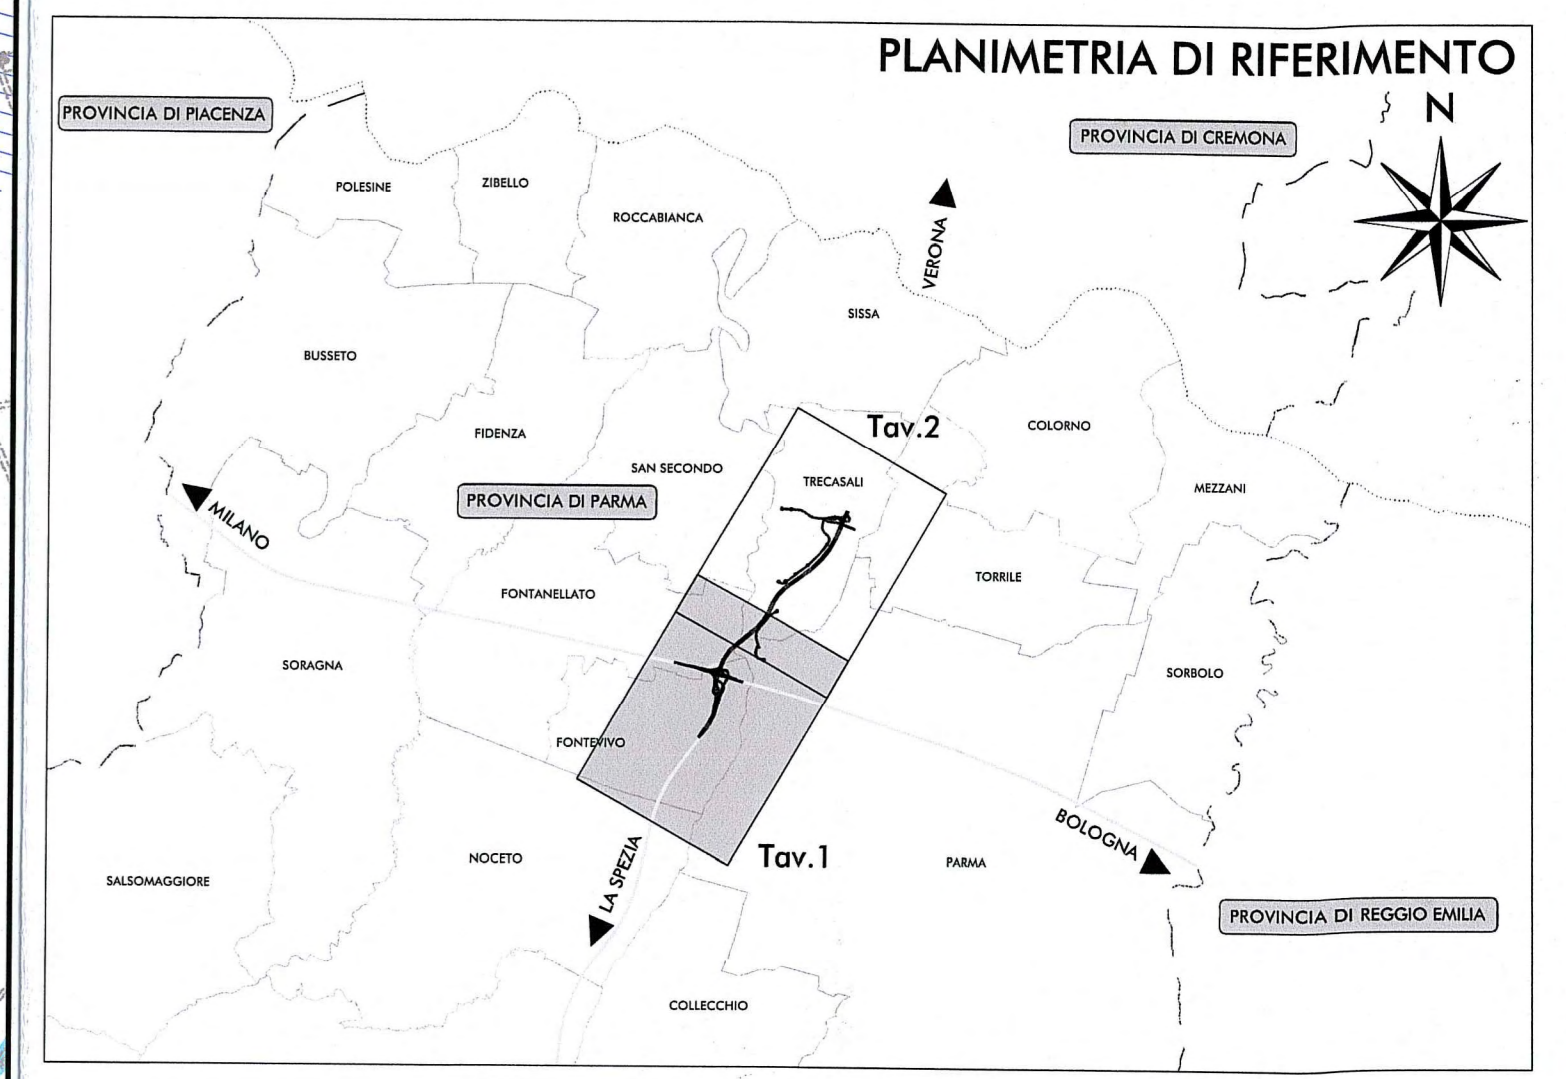 PLANIMETRIA DI RIFERIMENTO
PROVINCIA DI PIACENZA
PROVINCIA DI CREMONA
N
POLESINE
ZIBELLO
ROCCABIANCA
VERONA
SISSA
BUSSETO
FIDENZA
Tav.2
COLORNO
SAN SECONDO
TRECASALI
MEZZANI
PROVINCIA DI PARMA
MILANO
TORRILE
FONTANELLATO
SORAGNA
SORBOLO
FONTEVIVO
BOLOGNA
NOCETO
Tav.1
PARMA
LA SPEZIA
SALSOMAGGIORE
PROVINCIA DI REGGIO EMILIA
COLLECCHIO